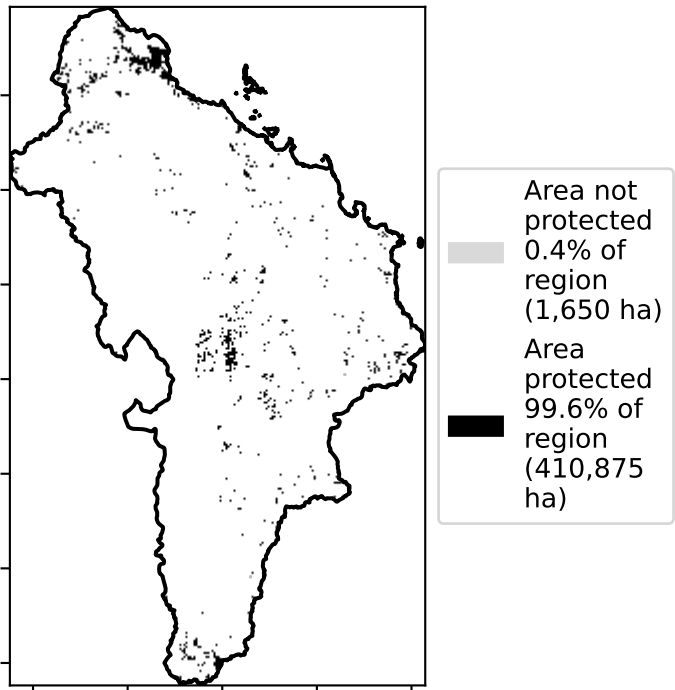 Area not
protected
0.4% of
region
(1,650 ha)
Area
protected
99.6% of
region
(410,875
ha)